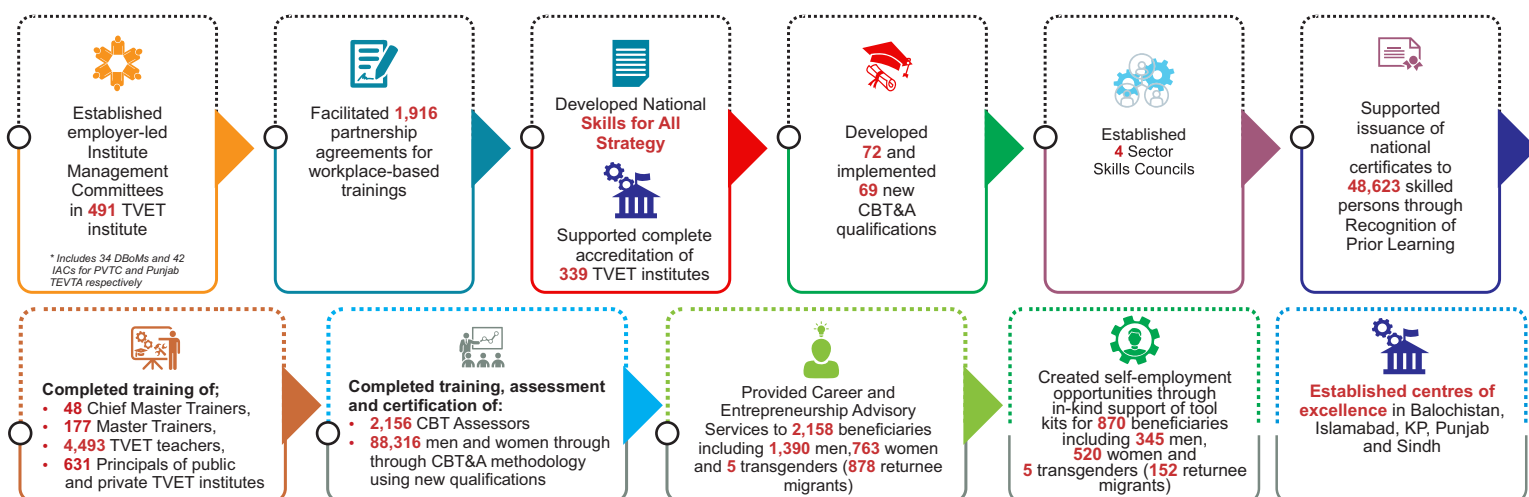 Established
employer-led
Institute
Management
Committees
in 491 TVET
institute
* Includes 34 DBoMs and 42
IACs for PVTC and Punjab
TEVTA respectively
Facilitated 1,916
partnership
agreements for
workplace-based
trainings
Developed National
Skills for All
Strategy
Supported complete
accreditation of
339 TVET institutes
Developed
72 and
implemented
69 new
CBT&A
qualifications
Established
4 Sector
Skills Councils
Supported
issuance of
national
certificates to
48,623 skilled
persons through
Recognition of
Prior Learning
Completed training of;
• 48 Chief Master Trainers,
• 177 Master Trainers,
• 4,493 TVET teachers,
• 631 Principals of public
and private TVET institutes
Completed training, assessment
and certification of:
• 2,156 CBT Assessors
• 88,316 men and women through
through CBT&A methodology
using new qualifications
Provided Career and
Entrepreneurship Advisory
Services to 2,158 beneficiaries
including 1,390 men,763 women
and 5 transgenders (878 returnee
migrants)
Created self-employment
opportunities through
in-kind support of tool
kits for 870 beneficiaries
including 345 men,
520 women and
5 transgenders (152 returnee
migrants)
Established centres of
excellence in Balochistan,
Islamabad, KP, Punjab
and Sindh